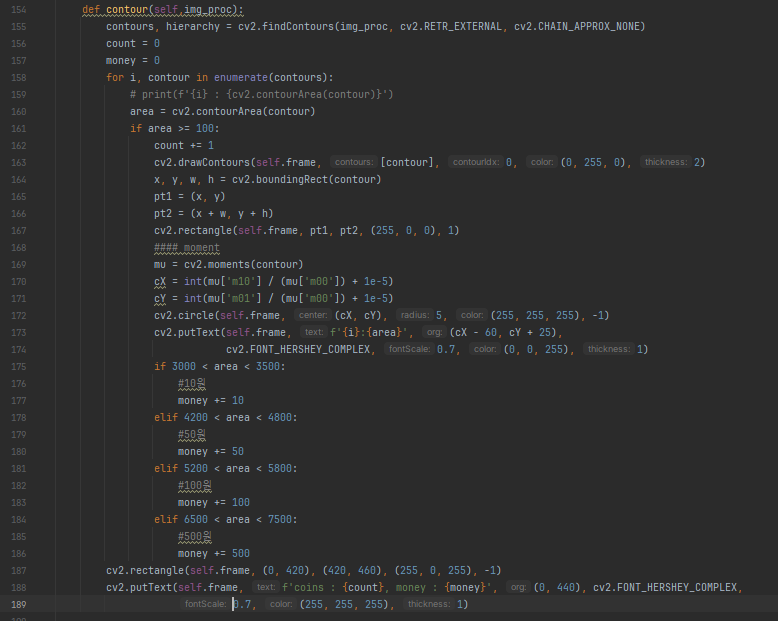 154 def contour(self,img_proc):
155 contours, hierarchy = cv2.findContours(img_proc, cv2.RETR_EXTERNAL, cv2.CHAIN_APPROX_NONE)
156 count = 0
157 money = 0
158 for i, contour in enumerate(contours):
159 # print(f'{i} : {cv2.contourArea(contour)}')
160 area = cv2.contourArea(contour)
161 if area >= 100:
162 count += 1
163 cv2.drawContours(self.frame, contours: [contour], contourIdx: 0, color: (0, 255, 0), thickness: 2)
164 x, y, w, h = cv2.boundingRect(contour)
165 pt1 = (x, y)
166 pt2 = (x + w, y + h)
167 cv2.rectangle(self.frame, pt1, pt2, (255, 0, 0), 1)
168 #### moment
169 mu = cv2.moments(contour)
170 cX = int(mu['m10'] / (mu['m00']) + 1e-5)
171 cY = int(mu['m01'] / (mu['m00']) + 1e-5)
172 cv2.circle(self.frame, center: (cX, cY), radius: 5, color: (255, 255, 255), -1)
173 cv2.putText(self.frame, text: f'{i}:{area}', org: (cX - 60, cY + 25),
174 cv2.FONT_HERSHEY_COMPLEX, fontScale: 0.7, color: (0, 0, 255), thickness: 1)
175 if 3000 < area < 3500:
176 #10원
177 money += 10
178 elif 4200 < area < 4800:
179 #50원
180 money += 50
181 elif 5200 < area < 5800:
182 #100원
183 money += 100
184 elif 6500 < area < 7500:
185 #500원
186 money += 500
187 cv2.rectangle(self.frame, (0, 420), (420, 460), (255, 0, 255), -1)
188 cv2.putText(self.frame, text: f'coins : {count}, money : {money}', org: (0, 440), cv2.FONT_HERSHEY_COMPLEX,
189 fontScale: 0.7, color: (255, 255, 255), thickness: 1)